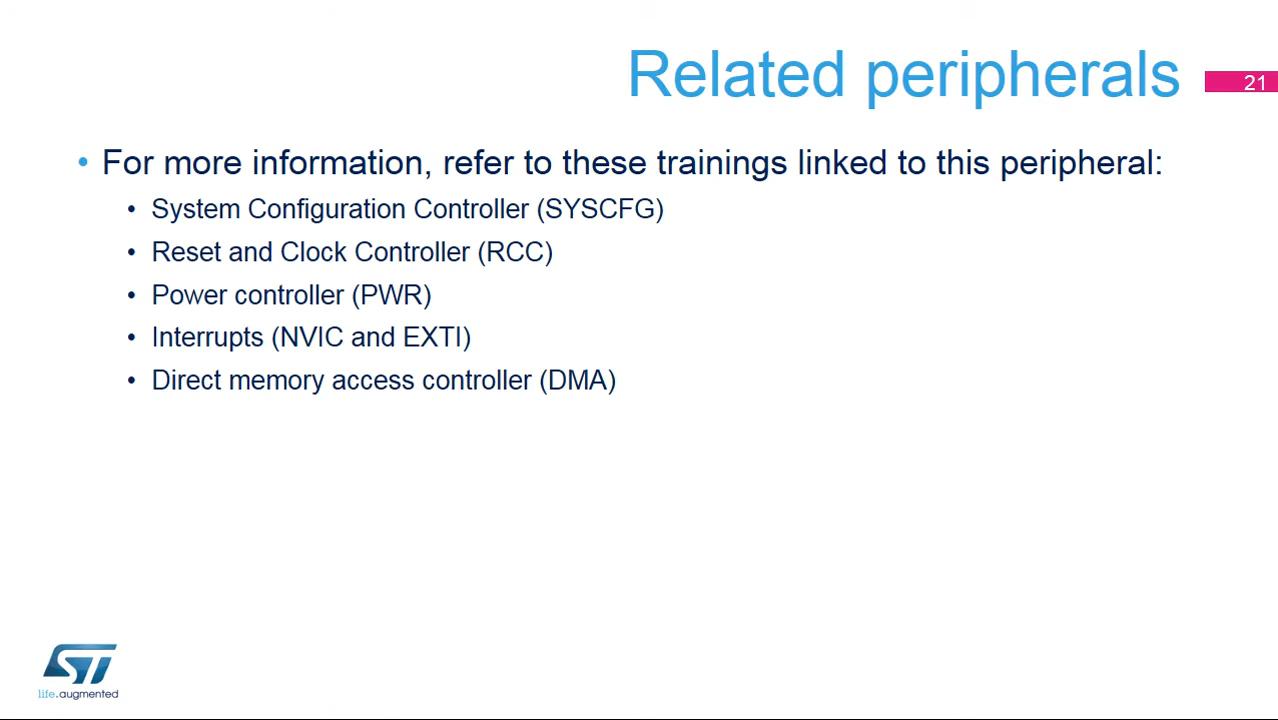 Related peripherals
21
• For more information, refer to these trainings linked to this peripheral:
• System Configuration Controller (SYSCFG)
• Reset and Clock Controller (RCC)
• Power controller (PWR)
• Interrupts (NVIC and EXTI)
• Direct memory access controller (DMA)
ST
life.augmented